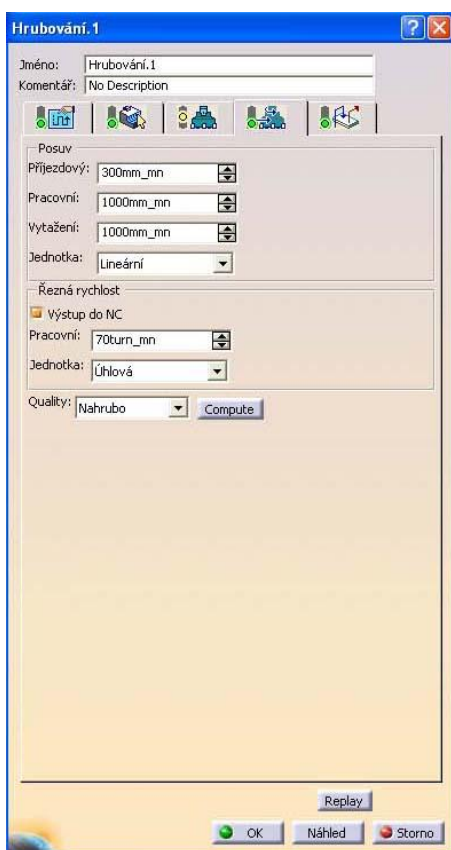 Hrubování.1
Jméno: Hrubování.1
Komentář: No Description
Posuv
Příjezdový: 300mm_mn
Pracovní: 1000mm_mn
Vytažení: 1000mm_mn
Jednotka: Lineární
Řezná rychlost
Výstup do NC
Pracovní: 70turn_mn
Jednotka: Úhlová
Quality: Nahrubo Compute
Replay
OK Náhled Storno